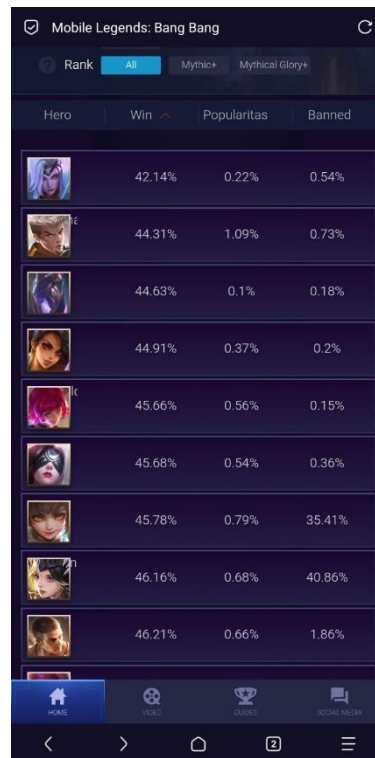 Mobile Legends: Bang Bang
Rank All Mythic+ Mythical Glory+
Hero Win Popularitas Banned
42.14% 0.22% 0.54%
44.31% 1.09% 0.73%
44.63% 0.1% 0.18%
44.91% 0.37% 0.2%
45.66% 0.56% 0.15%
45.68% 0.54% 0.36%
45.78% 0.79% 35.41%
46.16% 0.68% 40.86%
46.21% 0.66% 1.86%
HOME VIDEO GUIDES SOCIAL MEDIA
2